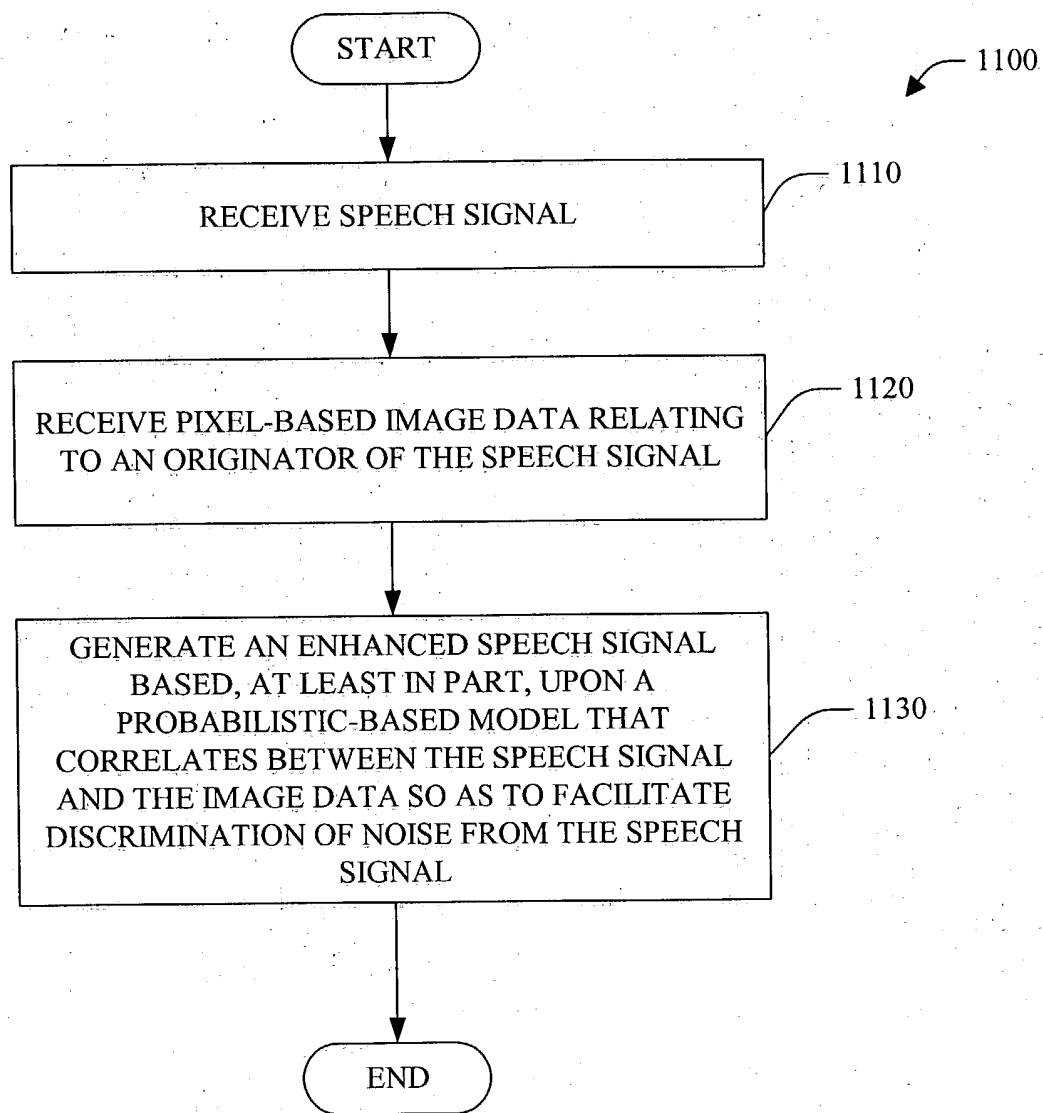 START
1100
1110
RECEIVE SPEECH SIGNAL
1120
RECEIVE PIXEL-BASED IMAGE DATA RELATING
TO AN ORIGINATOR OF THE SPEECH SIGNAL
GENERATE AN ENHANCED SPEECH SIGNAL
BASED, AT LEAST IN PART, UPON A
PROBABILISTIC-BASED MODEL THAT
1130
CORRELATES BETWEEN THE SPEECH SIGNAL
AND THE IMAGE DATA SO AS TO FACILITATE
DISCRIMINATION OF NOISE FROM THE SPEECH
SIGNAL
END